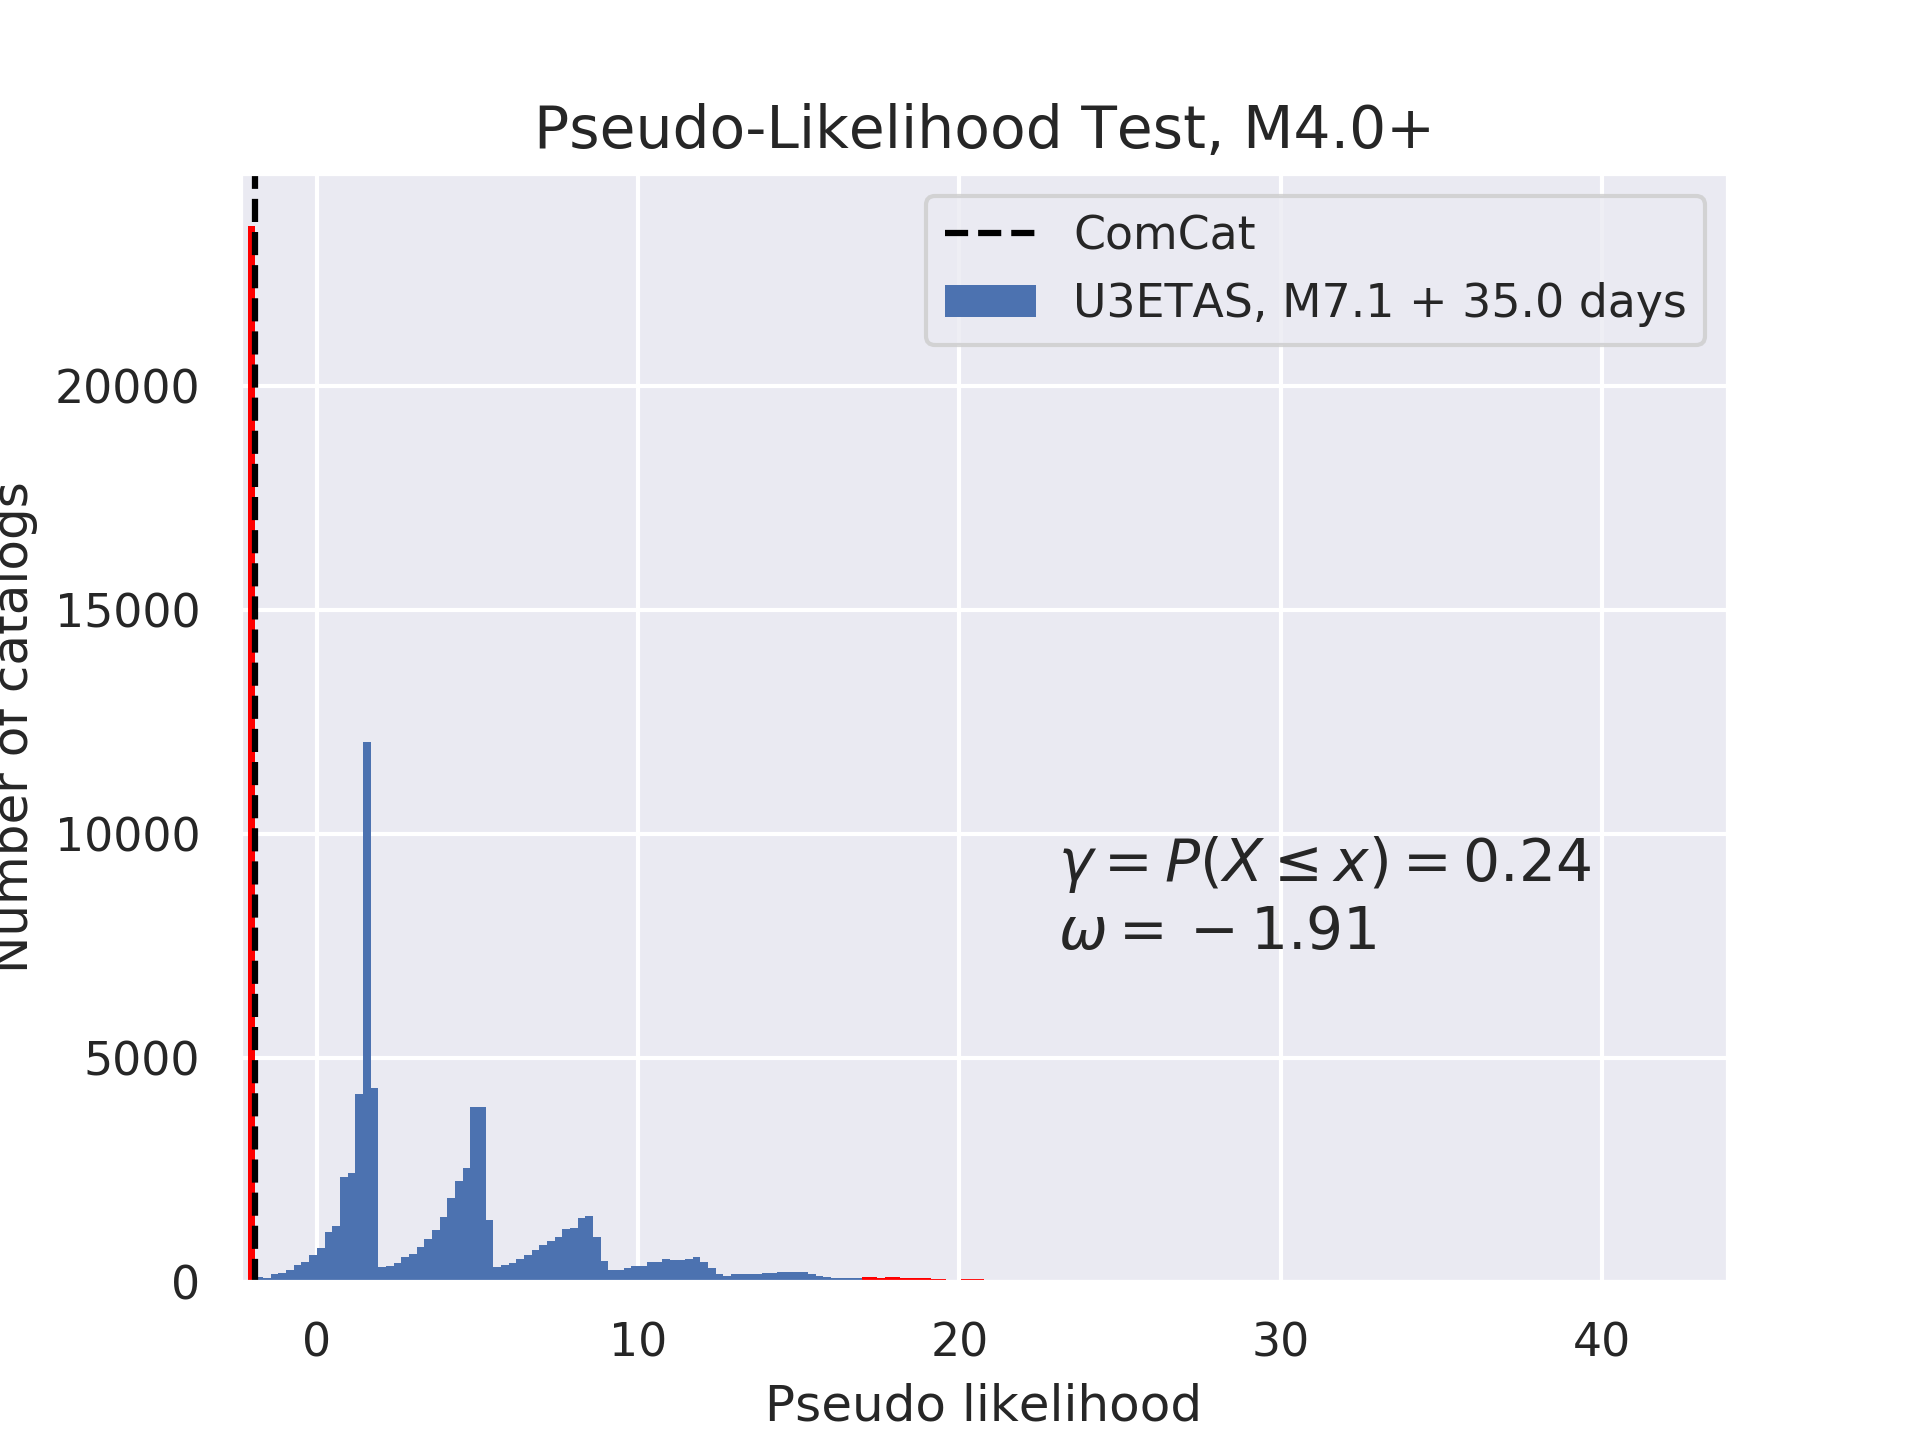 Pseudo-Likelihood Test, M4.0+
ComCat
U3ETAS, M7.1 + 35.0 days
20000
15000
10000
5000
0
Number of catalogs
γ = P(X ≤ x) = 0.24
ω = − 1.91
0 10 20 30 40
Pseudo likelihood